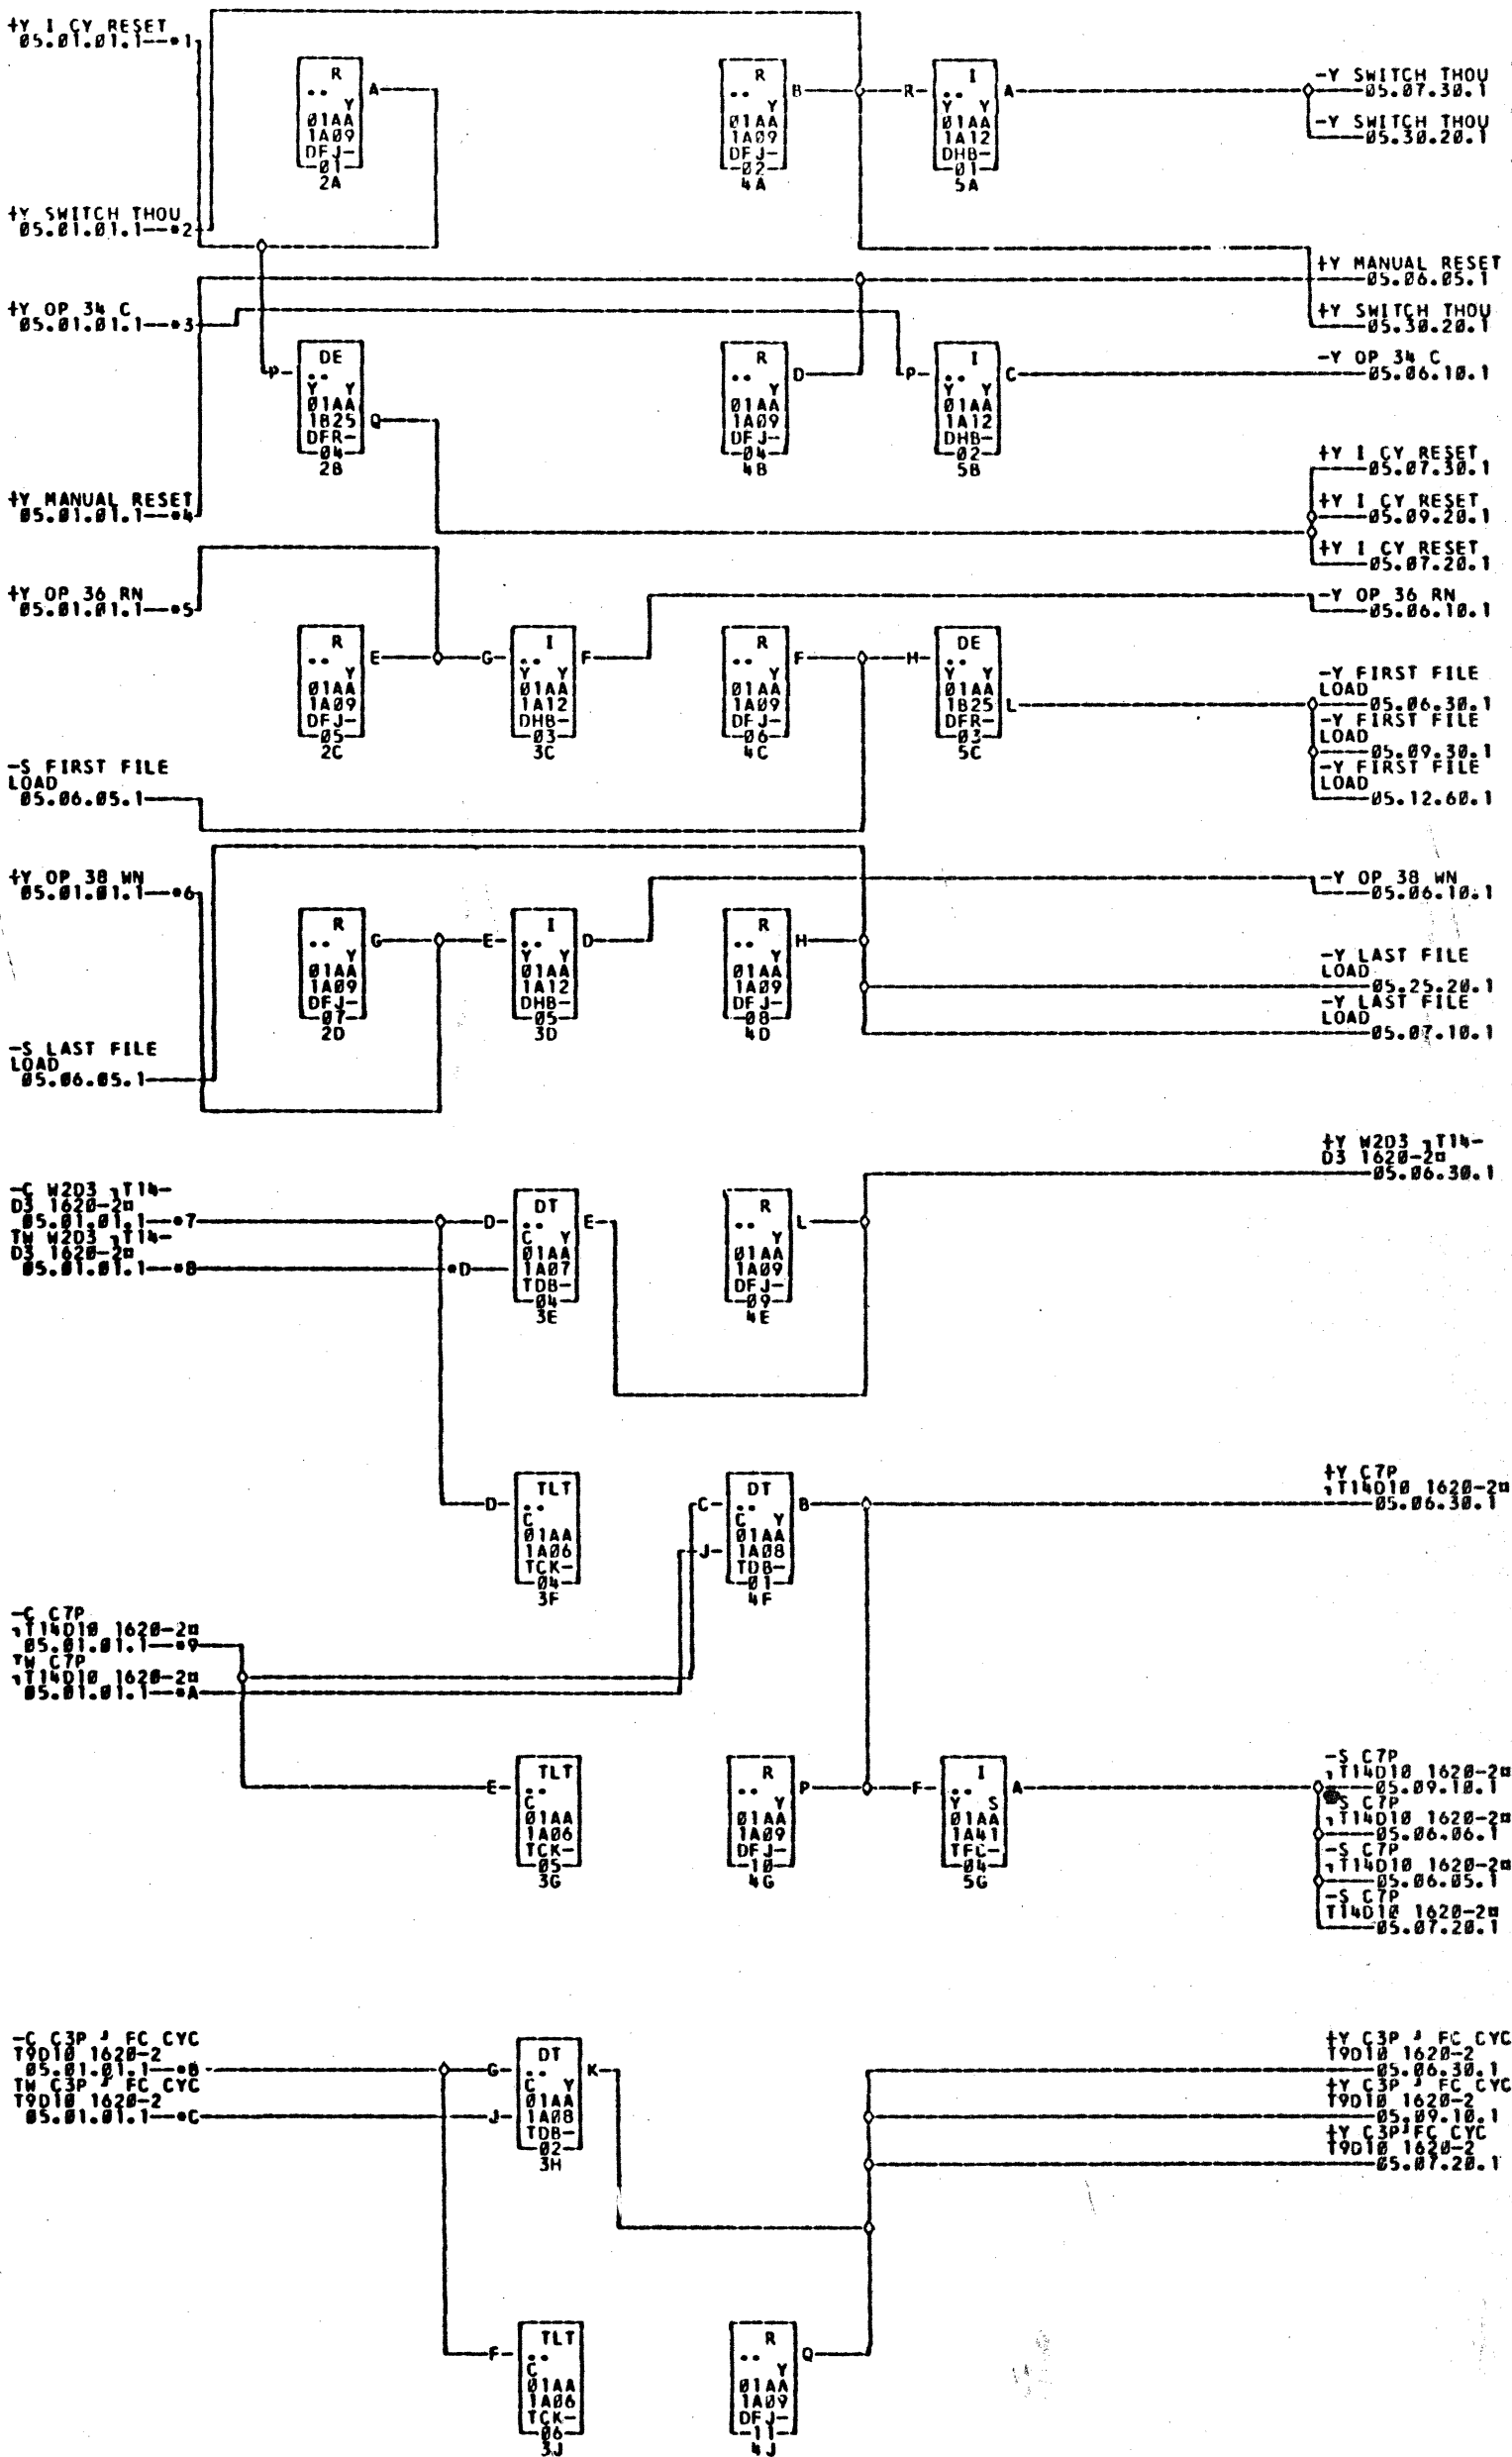 +Y I CY RESET
05.01.01.1--*1
R
A
..
Y
01AA
1A09
DFJ-
01
2A
R
B
..
Y
01AA
1A09
DFJ-
02
4A
R
I
A
..
Y Y
01AA
1A12
DHB-
01
5A
-Y SWITCH THOU
05.07.30.1
-Y SWITCH THOU
05.30.20.1
+Y SWITCH THOU
05.01.01.1--*2
+Y MANUAL RESET
05.06.05.1
+Y OP 34 C
05.01.01.1--*3
+Y SWITCH THOU
05.30.20.1
P
DE
..
Y Y
01AA
1B25
Q
DFR-
04
2B
R
D
..
Y
01AA
1A09
DFJ-
04
4B
P
I
C
..
Y Y
01AA
1A12
DHB-
02
5B
-Y OP 34 C
05.06.10.1
+Y MANUAL RESET
05.01.01.1--*4
+Y I CY RESET
05.07.30.1
+Y I CY RESET
05.09.20.1
+Y I CY RESET
05.07.20.1
+Y OP 36 RN
05.01.01.1--*5
-Y OP 36 RN
05.06.10.1
R
E
..
Y
01AA
1A09
DFJ-
05
2C
G
I
F
..
Y Y
01AA
1A12
DHB-
03
3C
R
F
..
Y
01AA
1A09
DFJ-
06
4C
H
DE
..
Y Y
01AA
1B25
L
DFR-
03
5C
-Y FIRST FILE
LOAD
05.06.30.1
-Y FIRST FILE
LOAD
05.09.30.1
-Y FIRST FILE
LOAD
05.12.60.1
-S FIRST FILE
LOAD
05.06.05.1
+Y OP 38 WN
05.01.01.1--*6
-Y OP 38 WN
05.06.10.1
R
G
..
Y
01AA
1A09
DFJ-
07
2D
E
I
D
..
Y Y
01AA
1A12
DHB-
05
3D
R
H
..
Y
01AA
1A09
DFJ-
08
4D
-Y LAST FILE
LOAD
05.25.20.1
-Y LAST FILE
LOAD
05.07.10.1
-S LAST FILE
LOAD
05.06.05.1
+Y W2D3 ┐T14-
D3 1620-2¤
05.06.30.1
-C W2D3 ┐T14-
D3 1620-2¤
05.01.01.1--*7
TW W2D3 ┐T14-
D3 1620-2¤
05.01.01.1--*8
D
*D
DT
E
..
C Y
01AA
1A07
TDB-
04
3E
R
L
..
Y
01AA
1A09
DFJ-
09
4E
D
TLT
..
C
01AA
1A06
TCK-
04
3F
C
J
DT
B
..
C Y
01AA
1A08
TDB-
01
4F
+Y C7P
┐T14D10 1620-2¤
05.06.30.1
-C C7P
┐T14D10 1620-2¤
05.01.01.1--*9
TW C7P
┐T14D10 1620-2¤
05.01.01.1--*A
E
TLT
..
C
01AA
1A06
TCK-
05
3G
R
P
..
Y
01AA
1A09
DFJ-
10
4G
F
I
A
..
Y S
01AA
1A41
TFC-
04
5G
-S C7P
┐T14D10 1620-2¤
05.09.10.1
-S C7P
┐T14D10 1620-2¤
05.06.06.1
-S C7P
┐T14D10 1620-2¤
05.06.05.1
-S C7P
T14D10 1620-2¤
05.07.20.1
-C C3P ┘ FC CYC
T9D10 1620-2
05.01.01.1--*B
TW C3P ┘ FC CYC
T9D10 1620-2
05.01.01.1--*C
G
J
DT
K
..
C Y
01AA
1A08
TDB-
02
3H
+Y C3P ┘ FC CYC
T9D10 1620-2
05.06.30.1
+Y C3P ┘ FC CYC
T9D10 1620-2
05.09.10.1
+Y C3P┘FC CYC
T9D10 1620-2
05.07.20.1
F
TLT
..
C
01AA
1A06
TCK-
06
3J
R
Q
..
Y
01AA
1A09
DFJ-
11
4J